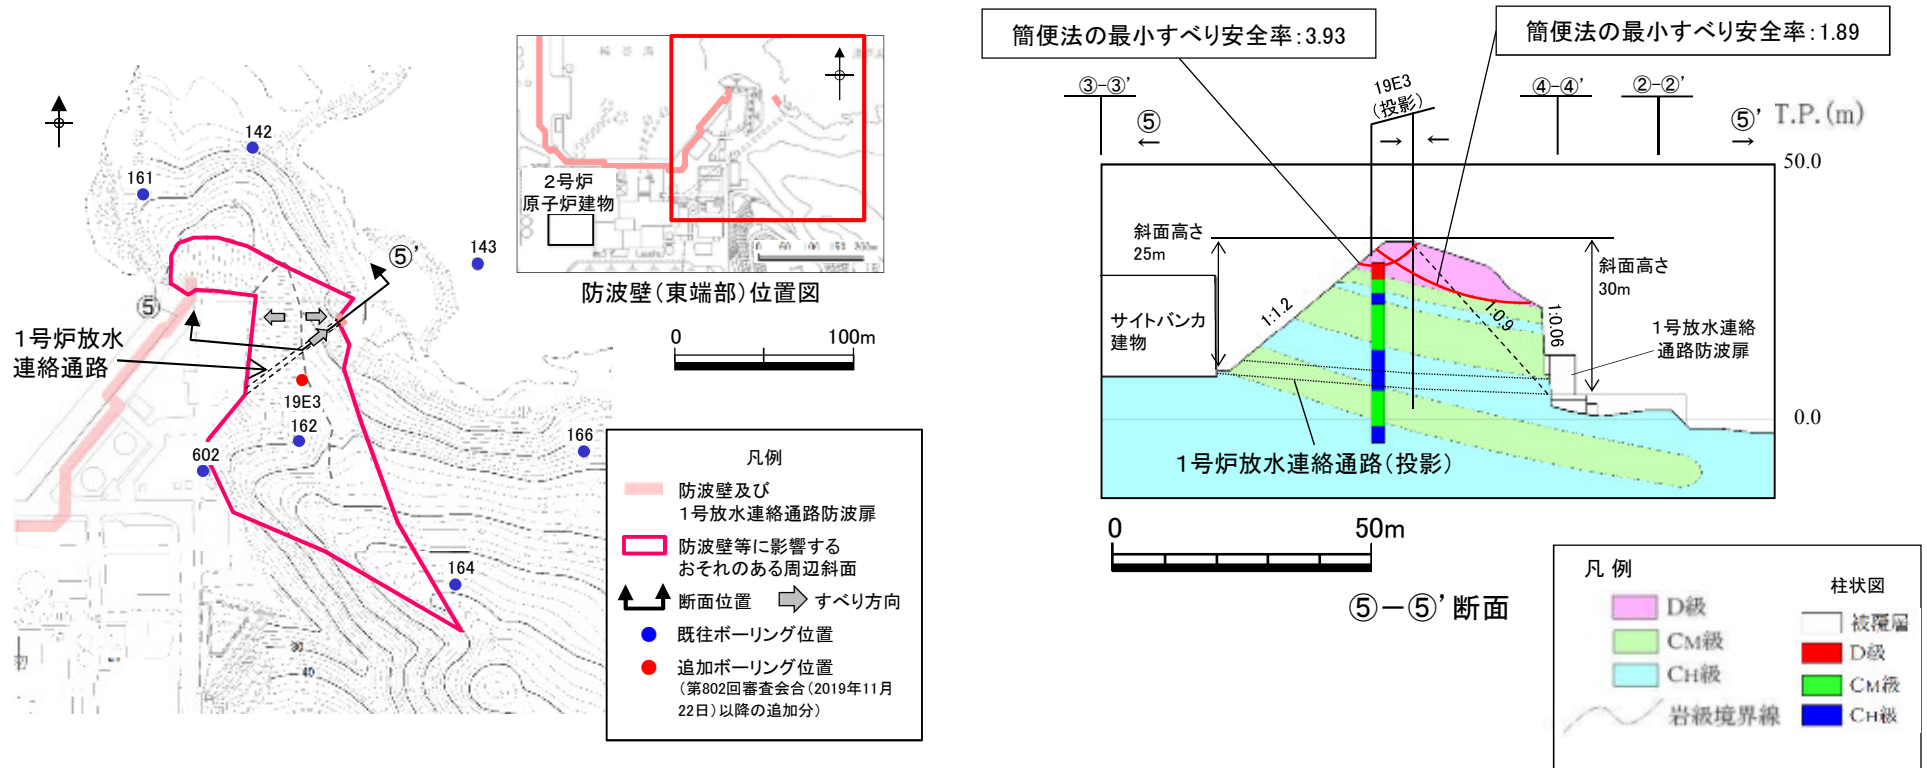 142
161
143
⑤'
⑤
1号炉放水
連絡通路
19E3
162
602
166
164
30
40
2号炉
原子炉建物
0 50 100 150 200m
防波壁(東端部)位置図
0 100m
凡例
防波壁及び
1号放水連絡通路防波扉
防波壁等に影響する
おそれのある周辺斜面
断面位置 すべり方向
既往ボーリング位置
追加ボーリング位置
(第802回審査会合(2019年11月
22日)以降の追加分)
簡便法の最小すべり安全率:3.93
簡便法の最小すべり安全率:1.89
③-③'
⑤
←
19E3
(投影)
→ ←
④-④'
②-②'
⑤'
→
T.P.(m)
50.0
斜面高さ
25m
斜面高さ
30m
1:1.2
1:0.9
1:0.06
サイトバンカ
建物
1号放水連絡
通路防波扉
0.0
1号炉放水連絡通路(投影)
0 50m
⑤-⑤'断面
凡例
D級
CM級
CH級
岩級境界線
柱状図
被覆層
D級
CM級
CH級